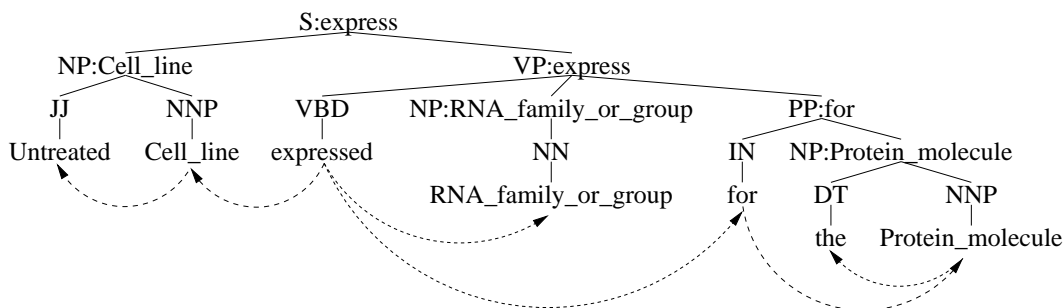 S:express
NP:Cell_line VP:express
JJ NNP VBD NP:RNA_family_or_group PP:for
Untreated Cell_line expressed NN IN NP:Protein_molecule
RNA_family_or_group for DT NNP
the Protein_molecule